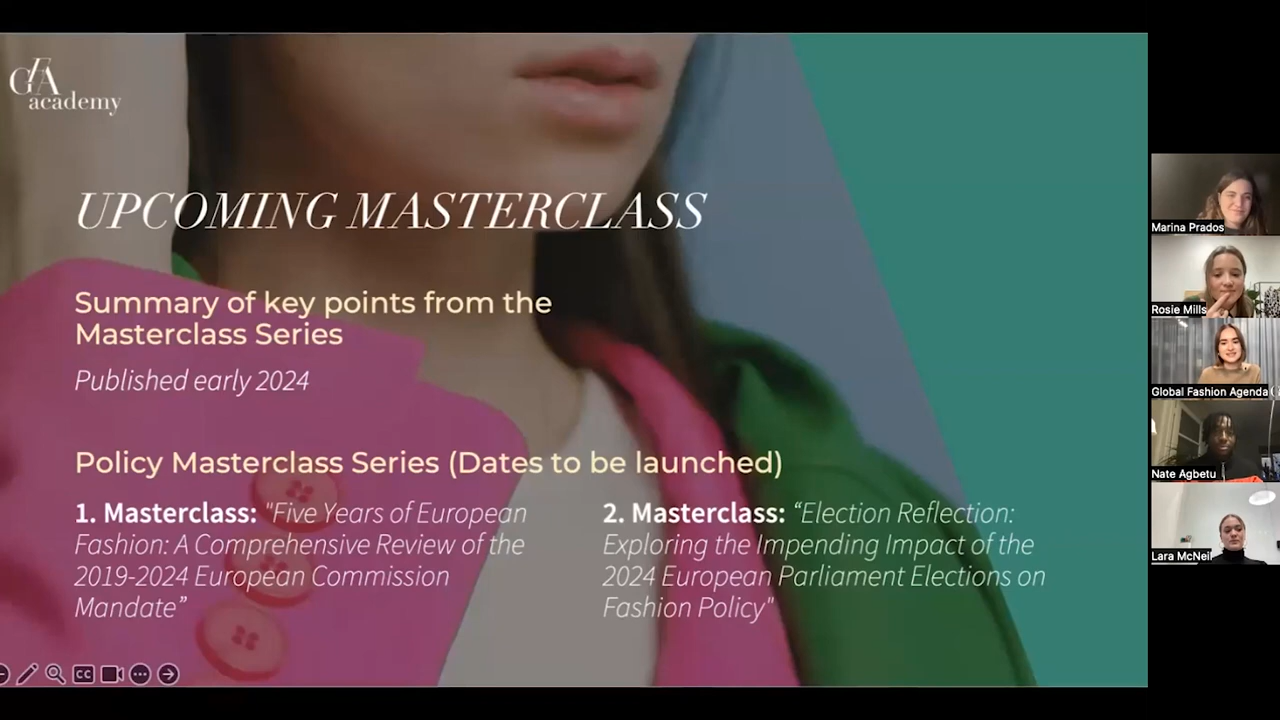 GFA
academy
UPCOMING MASTERCLASS
Summary of key points from the
Masterclass Series
Published early 2024
Policy Masterclass Series (Dates to be launched)
1. Masterclass: "Five Years of European
Fashion: A Comprehensive Review of the
2019-2024 European Commission
Mandate”
2. Masterclass: “Election Reflection:
Exploring the Impending Impact of the
2024 European Parliament Elections on
Fashion Policy"
CC
Marina Prados
Rosie Mills
Global Fashion Agenda (
Nate Agbetu
Lara McNeil